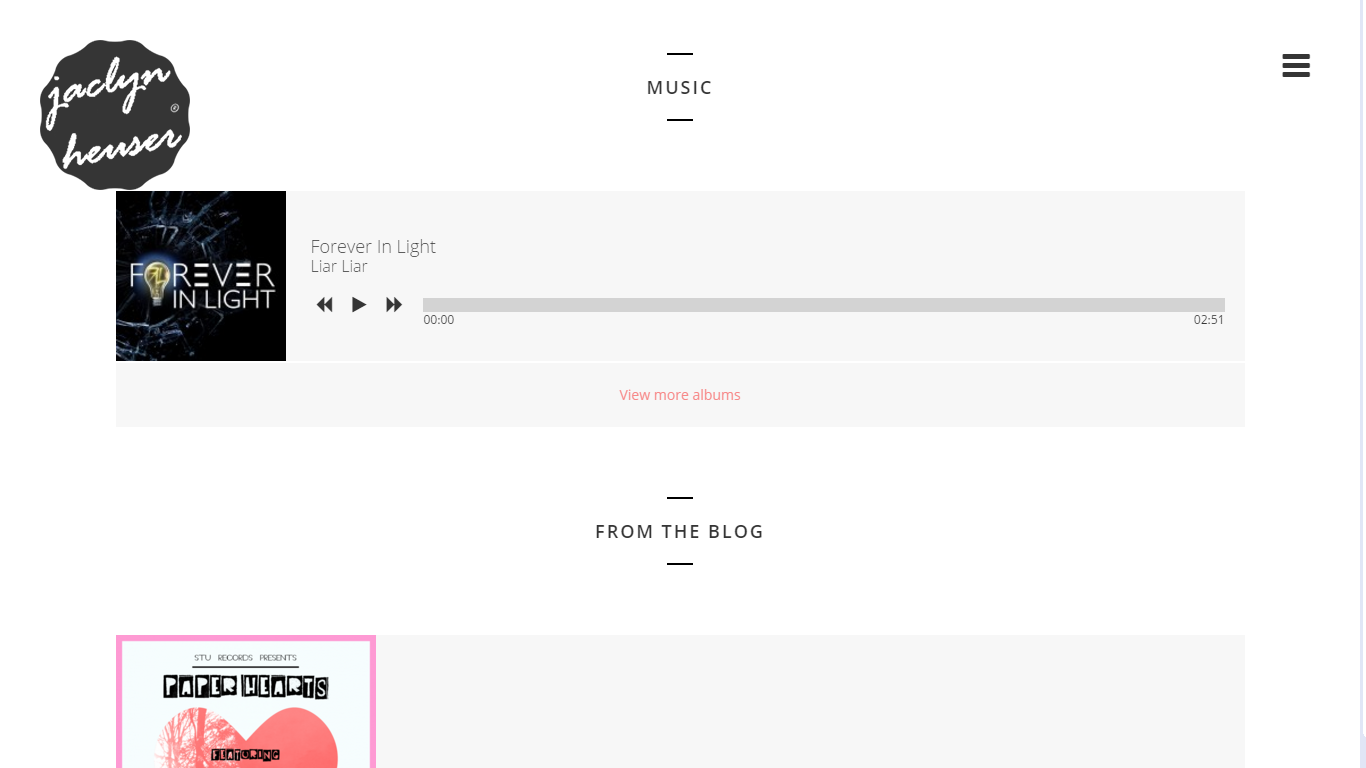 jaclyn
heuser
®
MUSIC
FOREVER
IN LIGHT
Forever In Light
Liar Liar
00:00
02:51
View more albums
FROM THE BLOG
STU RECORDS PRESENTS
PAPER HEARTS
FEATURING